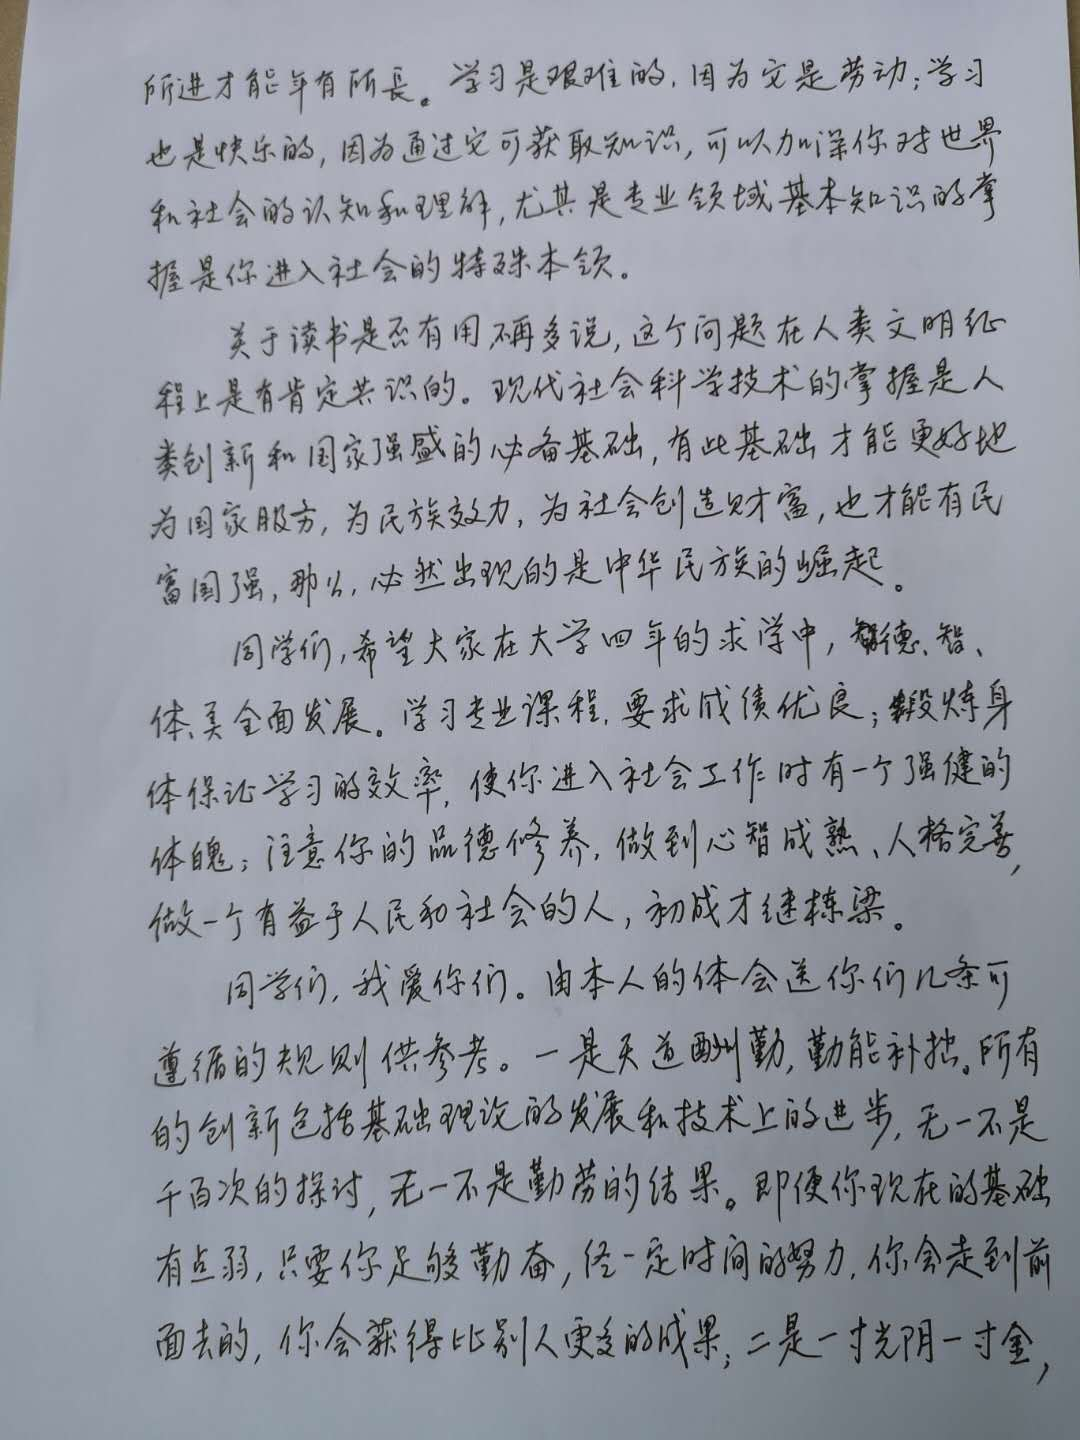 所进才能年有所长。学习是艰难的,因为它是劳动;学习
也是快乐的,因为通过它可获取知识,可以加深你对世界
和社会的认知和理解,尤其是专业领域基本知识的掌
握是你进入社会的特殊本领。
关于读书是否有用不再多说,这个问题在人类文明征
程上是有肯定共识的。现代社会科学技术的掌握是人
类创新和国家强盛的必备基础,有此基础才能更好地
为国家服务,为民族效力,为社会创造财富,也才能有民
富国强,那么,必然出现的是中华民族的崛起。
同学们,希望大家在大学四年的求学中,德、智、
体、美全面发展。学习专业课程,要求成绩优良;锻炼身
体保证学习的效率,使你进入社会工作时有一个强健的
体魄;注意你的品德修养,做到心智成熟、人格完善,
做一个有益于人民和社会的人,初成才继栋梁。
同学们,我爱你们。由本人的体会送你们几条可
遵循的规则供参考。一是天道酬勤,勤能补拙。所有
的创新包括基础理论的发展和技术上的进步,无一不是
千百次的探讨,无一不是勤劳的结果。即便你现在的基础
有点弱,只要你足够勤奋,经一定时间的努力,你会走到前
面去的,你会获得比别人更多的成果;二是一寸光阴一寸金,